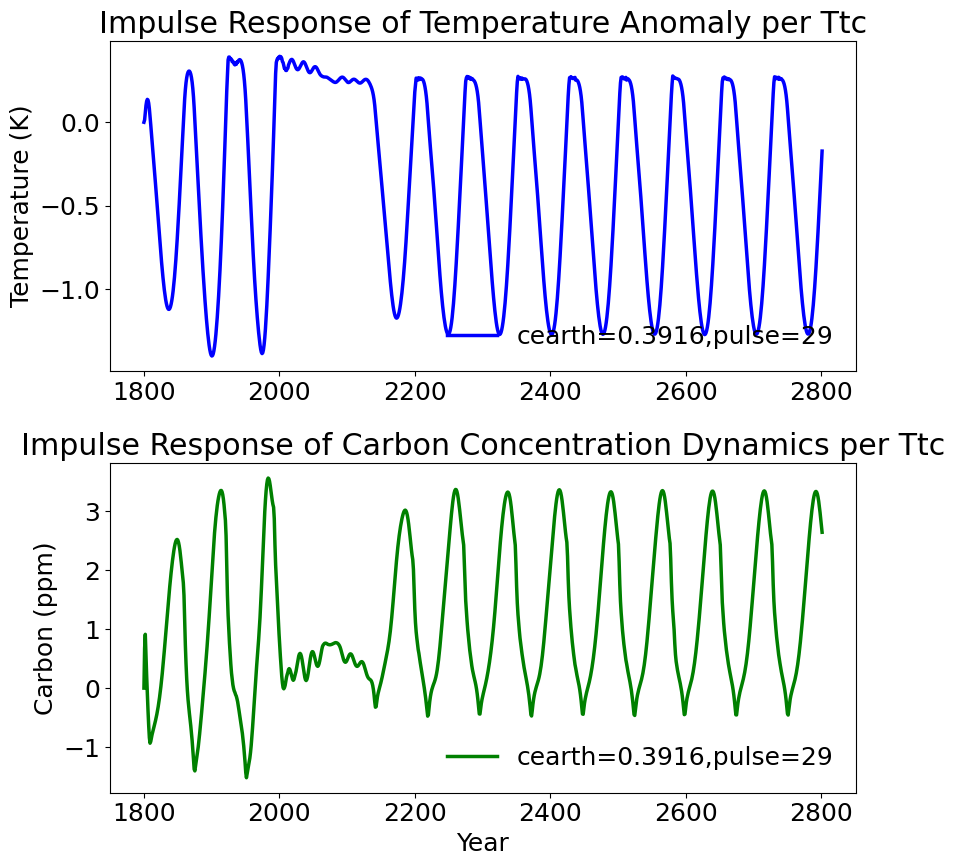 Impulse Response of Temperature Anomaly per Ttc
Temperature (K)
0.0
−0.5
−1.0
cearth=0.3916,pulse=29
1800 2000 2200 2400 2600 2800
Impulse Response of Carbon Concentration Dynamics per Ttc
Carbon (ppm)
3
2
1
0
−1
cearth=0.3916,pulse=29
1800 2000 2200 2400 2600 2800
Year